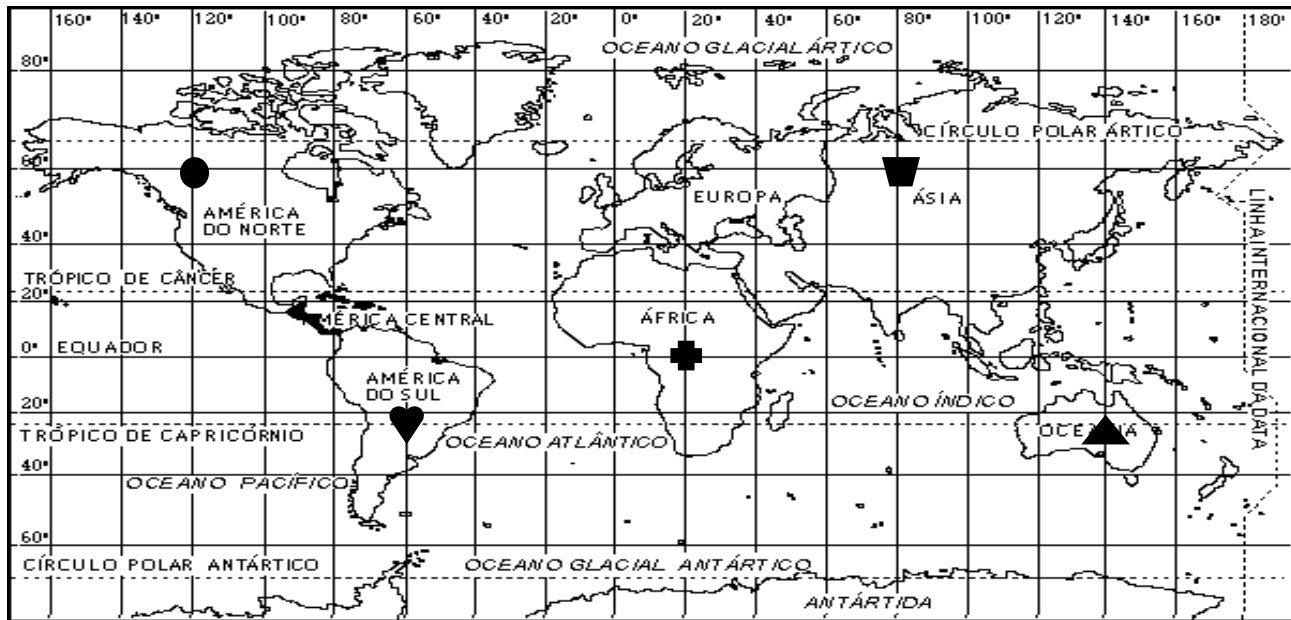 160° 120° 100° 80° 60° 40° 20° 0° 20° 40° 60° 80° 100° 120° 140° 160° 180°
OCEANO GLACIAL ÁRTICO
80°
CÍRCULO POLAR ÁRTICO
60°
EUROPA
ÁSIA
AMÉRICA
DO NORTE
40°
TRÓPICO DE CÂNCER
20°
AMÉRICA CENTRAL
ÁFRICA
0° EQUADOR
AMÉRICA
DO SUL
OCEANO ÍNDICO
20°
TRÓPICO DE CAPRICÓRNIO
OCEANO ATLÂNTICO
OCEANIA
LINHA INTERNACIONAL DA DATA
40°
OCEANO PACÍFICO
60°
CÍRCULO POLAR ANTÁRTICO
OCEANO GLACIAL ANTÁRTICO
ANTÁRTIDA